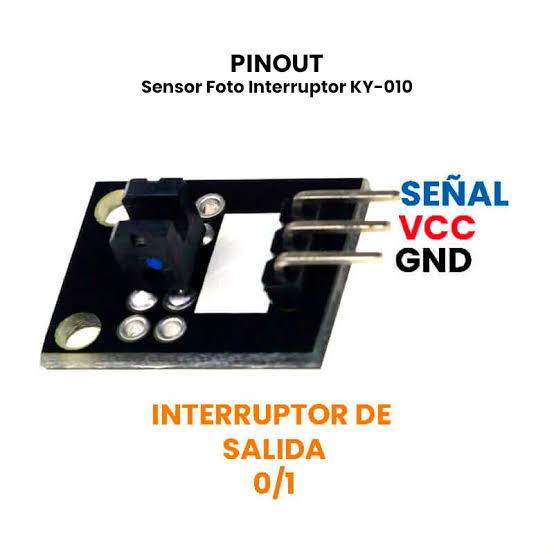 PINOUT
Sensor Foto Interruptor KY-010
SEÑAL
VCC
GND
INTERRUPTOR DE
SALIDA
0/1